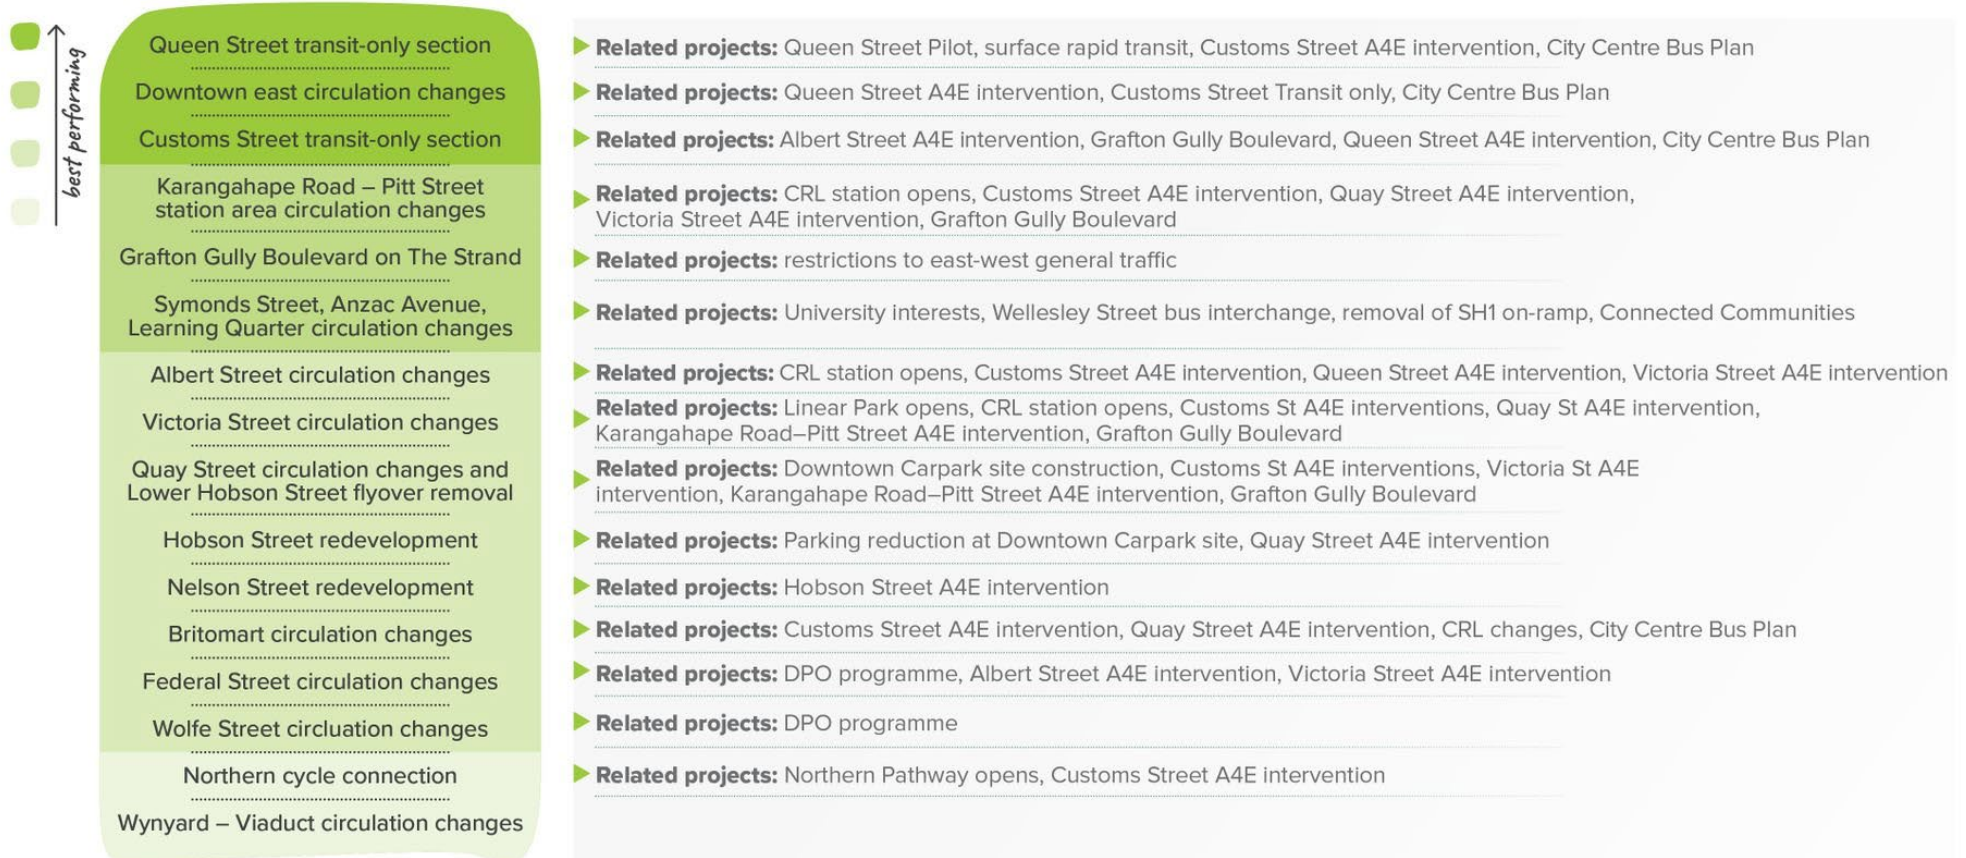 best performing
Queen Street transit-only section
Related projects: Queen Street Pilot, surface rapid transit, Customs Street A4E intervention, City Centre Bus Plan
Downtown east circulation changes
Related projects: Queen Street A4E intervention, Customs Street Transit only, City Centre Bus Plan
Customs Street transit-only section
Related projects: Albert Street A4E intervention, Grafton Gully Boulevard, Queen Street A4E intervention, City Centre Bus Plan
Karangahape Road – Pitt Street
station area circulation changes
Related projects: CRL station opens, Customs Street A4E intervention, Quay Street A4E intervention,
Victoria Street A4E intervention, Grafton Gully Boulevard
Grafton Gully Boulevard on The Strand
Related projects: restrictions to east-west general traffic
Symonds Street, Anzac Avenue,
Learning Quarter circulation changes
Related projects: University interests, Wellesley Street bus interchange, removal of SH1 on-ramp, Connected Communities
Albert Street circulation changes
Related projects: CRL station opens, Customs Street A4E intervention, Queen Street A4E intervention, Victoria Street A4E intervention
Victoria Street circulation changes
Related projects: Linear Park opens, CRL station opens, Customs St A4E interventions, Quay St A4E intervention,
Karangahape Road–Pitt Street A4E intervention, Grafton Gully Boulevard
Quay Street circulation changes and
Lower Hobson Street flyover removal
Related projects: Downtown Carpark site construction, Customs St A4E interventions, Victoria St A4E
intervention, Karangahape Road–Pitt Street A4E intervention, Grafton Gully Boulevard
Hobson Street redevelopment
Related projects: Parking reduction at Downtown Carpark site, Quay Street A4E intervention
Nelson Street redevelopment
Related projects: Hobson Street A4E intervention
Britomart circulation changes
Related projects: Customs Street A4E intervention, Quay Street A4E intervention, CRL changes, City Centre Bus Plan
Federal Street circulation changes
Related projects: DPO programme, Albert Street A4E intervention, Victoria Street A4E intervention
Wolfe Street circluation changes
Related projects: DPO programme
Northern cycle connection
Related projects: Northern Pathway opens, Customs Street A4E intervention
Wynyard – Viaduct circulation changes